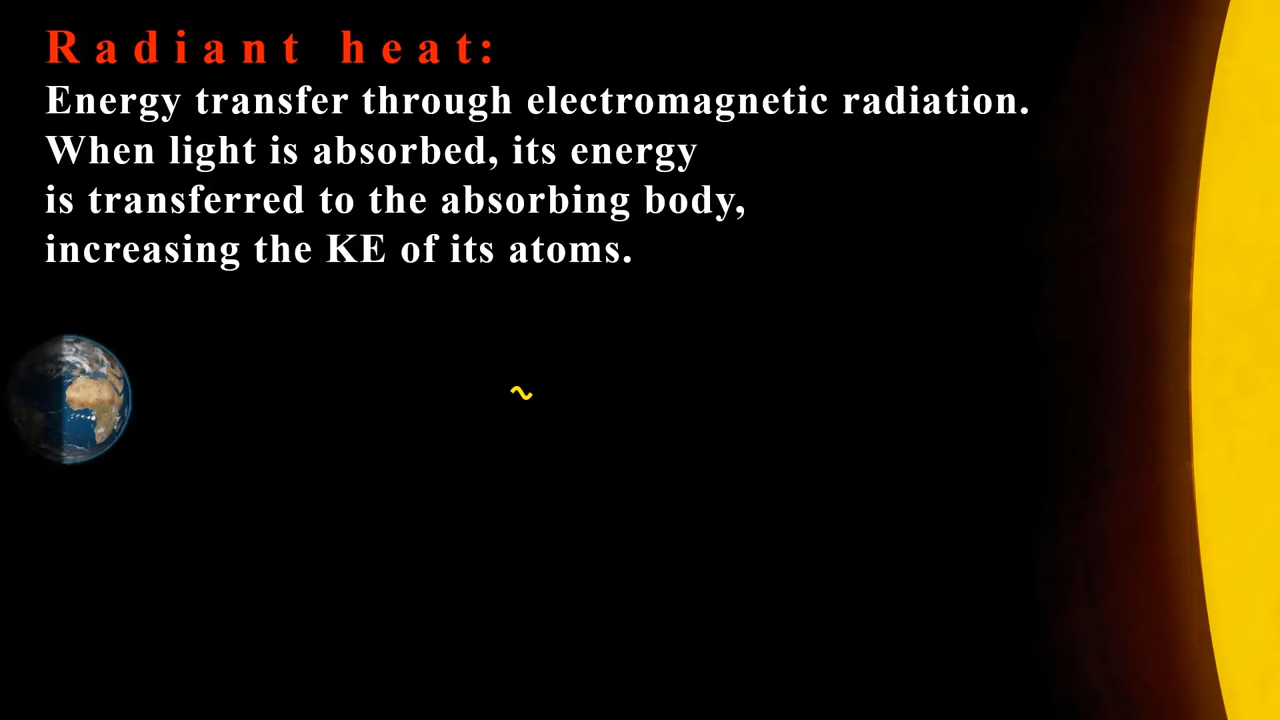 Radiant heat:
Energy transfer through electromagnetic radiation.
When light is absorbed, its energy
is transferred to the absorbing body,
increasing the KE of its atoms.